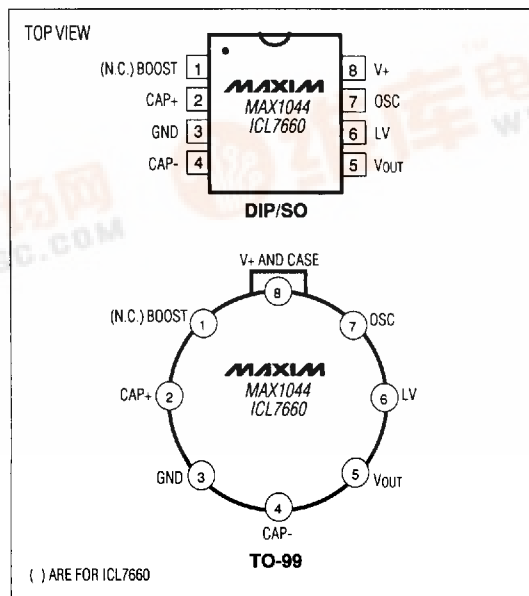 TOP VIEW
(N.C.) BOOST 1
CAP+ 2
GND 3
CAP- 4
MAXIM
MAX1044
ICL7660
8 V+
7 OSC
6 LV
5 VOUT
DIP/SO
V+ AND CASE
8
(N.C.) BOOST 1
7 OSC
CAP+ 2
MAXIM
MAX1044
ICL7660
6 LV
GND 3
5 VOUT
4
CAP-
TO-99
( ) ARE FOR ICL7660